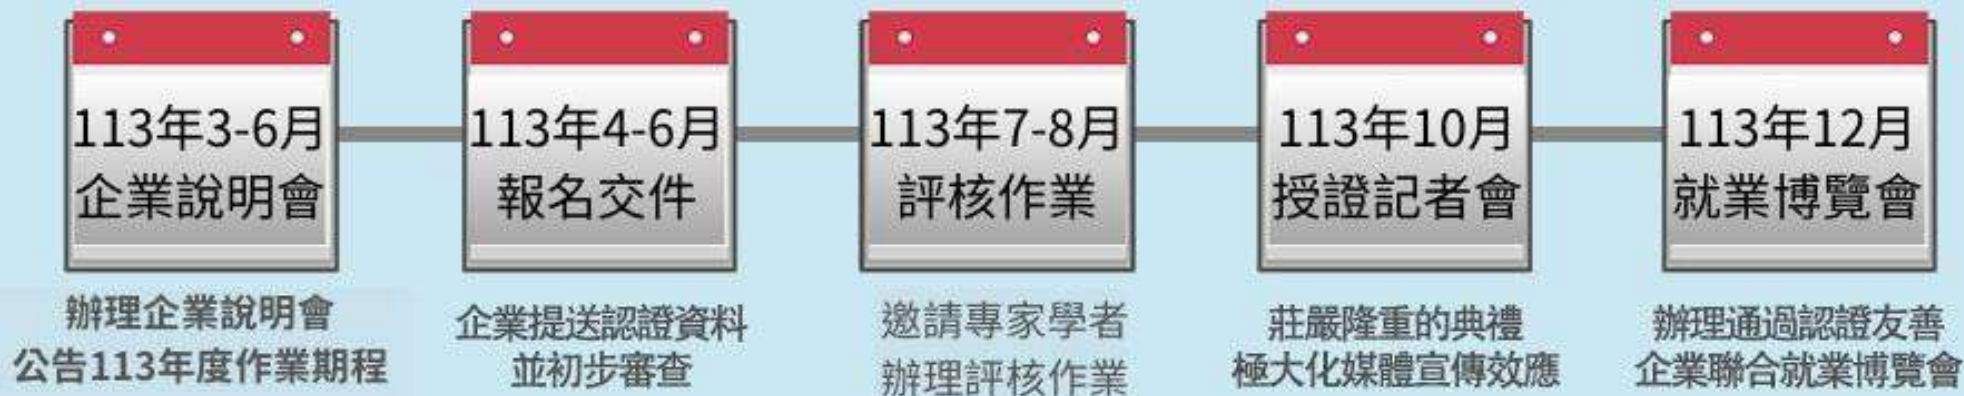 113年3-6月
企業說明會
辦理企業說明會
公告113年度作業期程
113年4-6月
報名交件
企業提送認證資料
並初步審查
113年7-8月
評核作業
邀請專家學者
辦理評核作業
113年10月
授證記者會
莊嚴隆重的典禮
極大化媒體宣傳效應
113年12月
就業博覽會
辦理通過認證友善
企業聯合就業博覽會